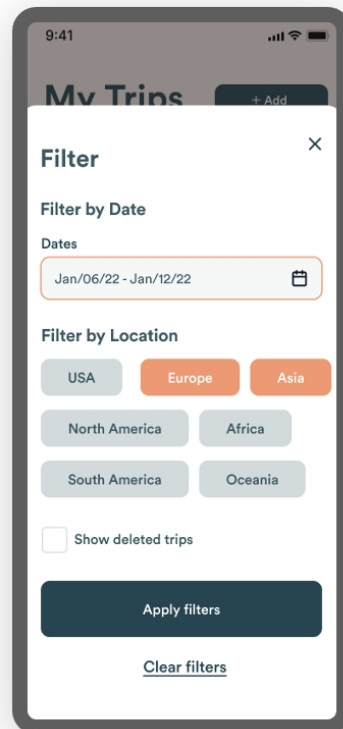 9:41
My Trips
+ Add
Filter
Filter by Date
Dates
Jan/06/22 - Jan/12/22
Filter by Location
USA Europe Asia
North America Africa
South America Oceania
Show deleted trips
Apply filters
Clear filters